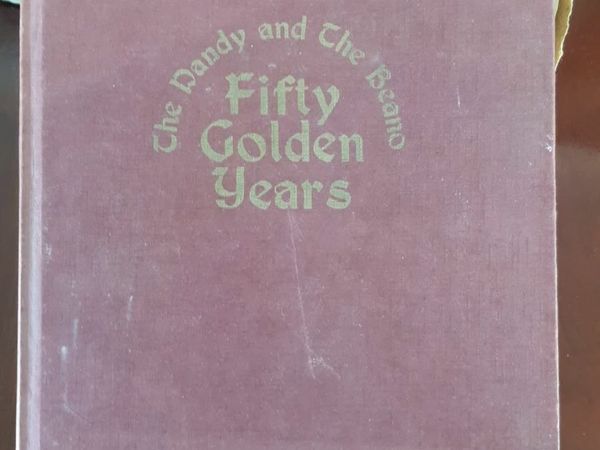 The Dandy and The Beano
Fifty
Golden
Years